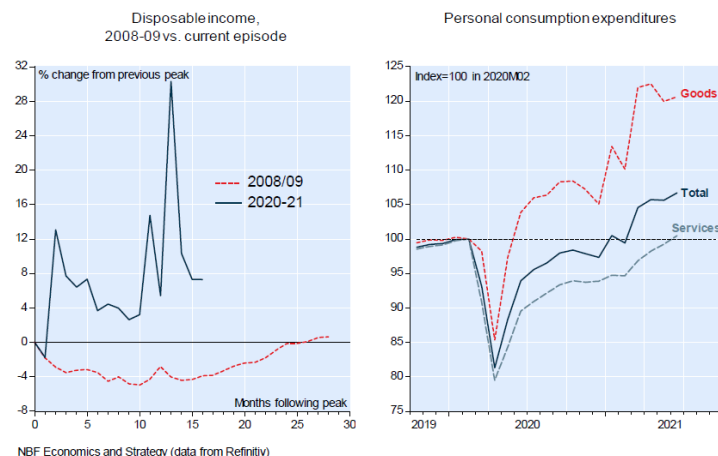 Disposable income,
2008-09 vs. current episode
% change from previous peak
32
28
24
20
16
12
8
4
0
-4
-8
2008/09
2020-21
Months following peak
0 5 10 15 20 25 30
Personal consumption expenditures
Index=100 in 2020M02
125
120
115
110
105
100
95
90
85
80
75
Goods
Total
Services
2019 2020 2021
NBF Economics and Strategy (data from Refinitiv)